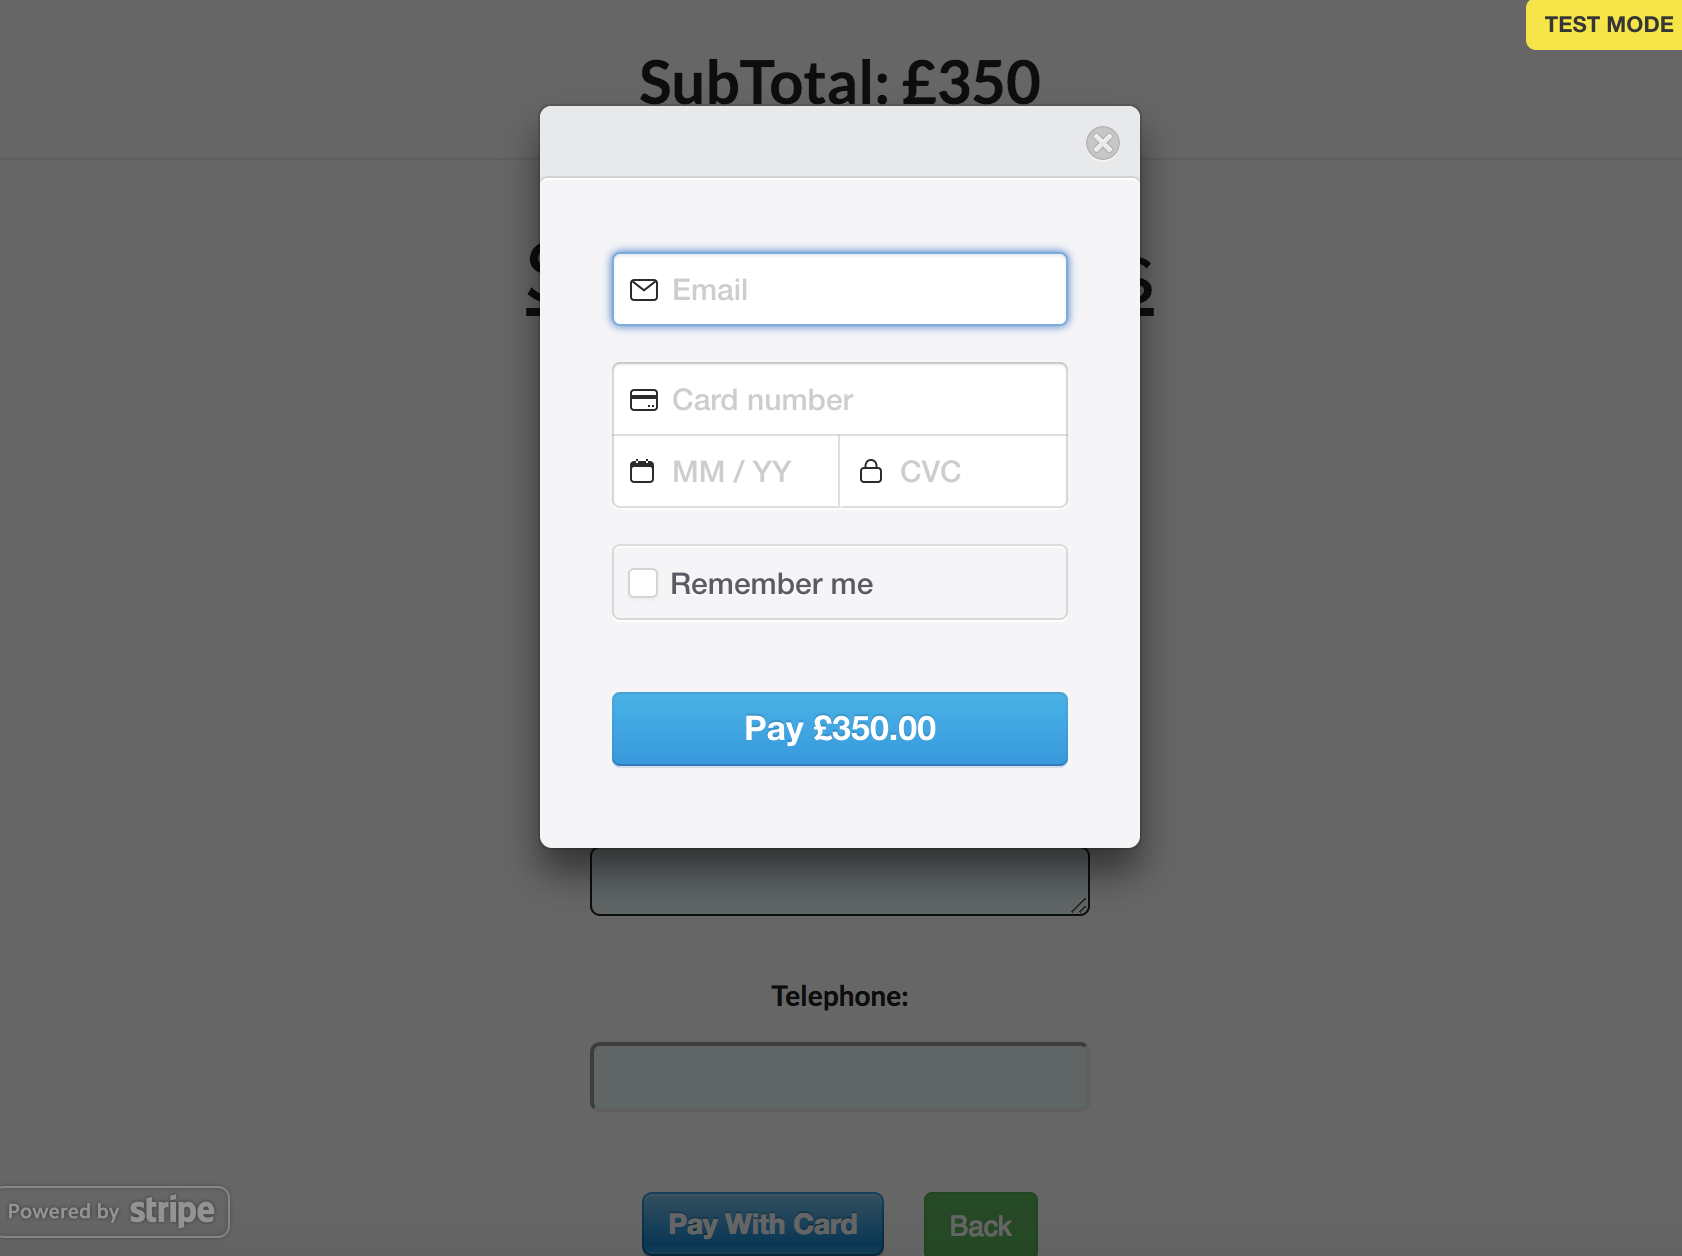 TEST MODE
SubTotal: £350
Email
Card number
MM / YY
CVC
Remember me
Pay £350.00
Telephone:
Powered by stripe
Pay With Card
Back